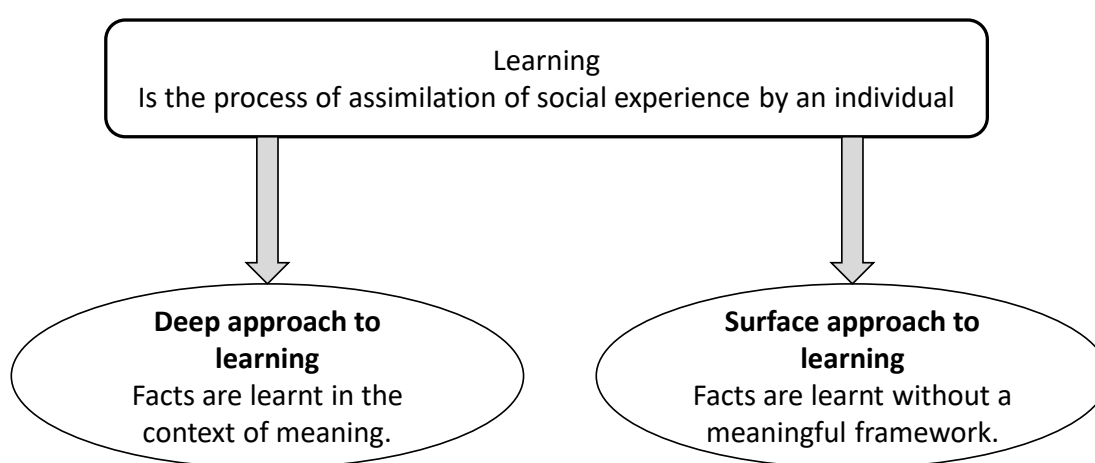 Learning
Is the process of assimilation of social experience by an individual
Deep approach to
learning
Facts are learnt in the
context of meaning.
Surface approach to
learning
Facts are learnt without a
meaningful framework.